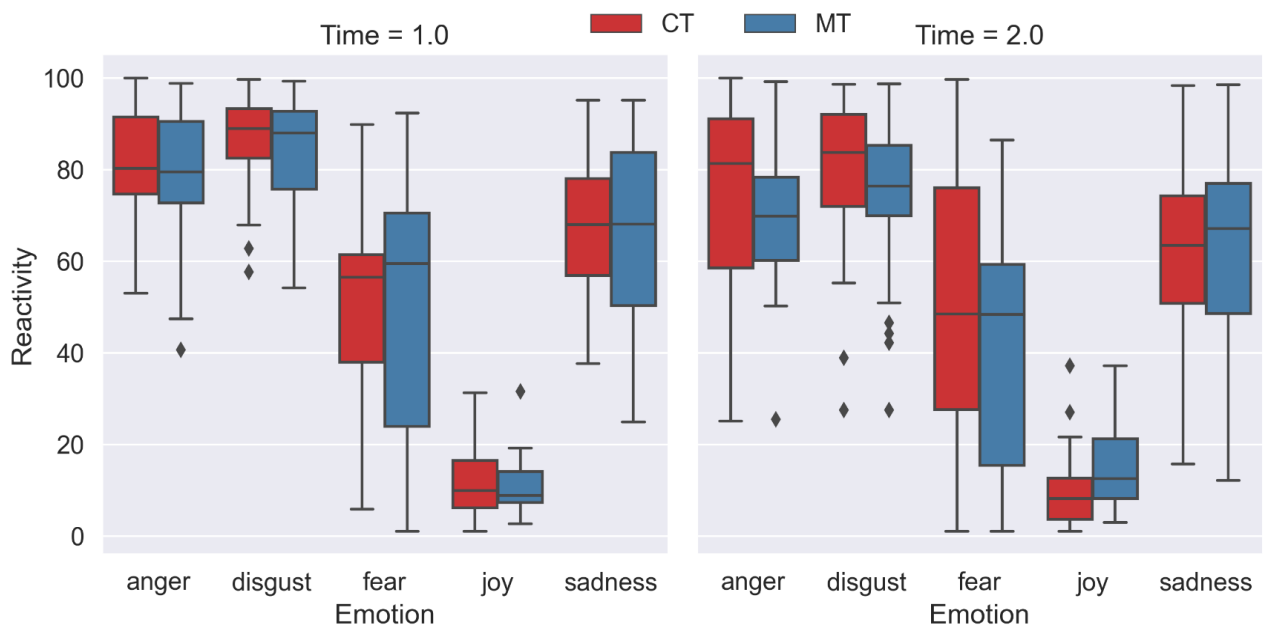 CT MT
Time = 1.0 Time = 2.0
Reactivity
100
80
60
40
20
0
anger disgust fear joy sadness anger disgust fear joy sadness
Emotion Emotion